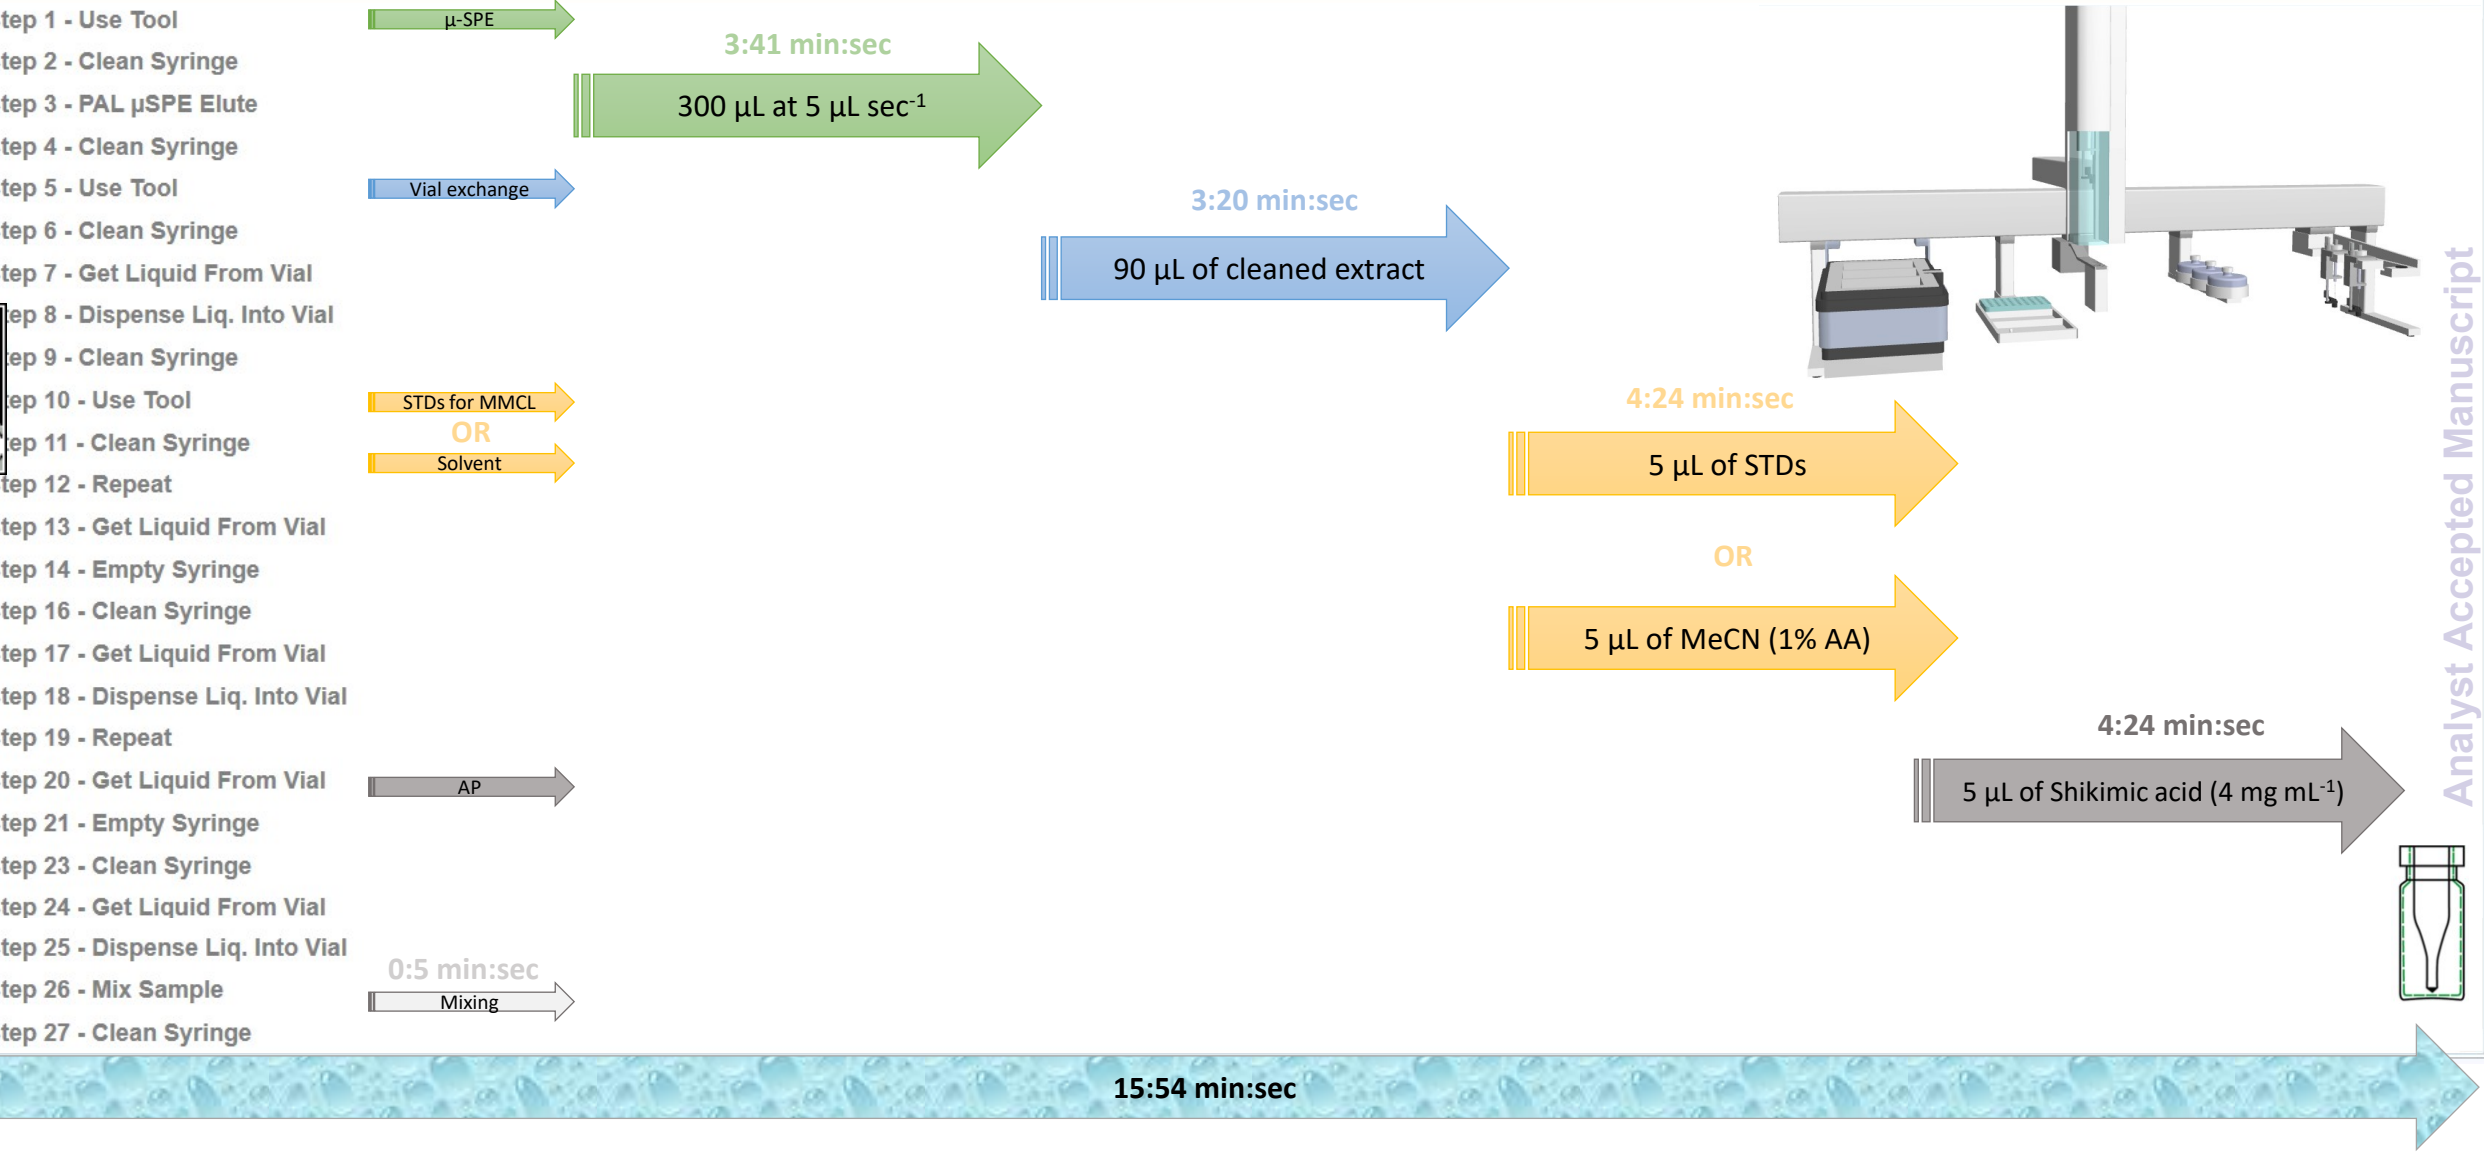 tep 1 - Use Tool
tep 2 - Clean Syringe
tep 3 - PAL µSPE Elute
tep 4 - Clean Syringe
tep 5 - Use Tool
tep 6 - Clean Syringe
tep 7 - Get Liquid From Vial
tep 8 - Dispense Liq. Into Vial
tep 9 - Clean Syringe
tep 10 - Use Tool
tep 11 - Clean Syringe
tep 12 - Repeat
tep 13 - Get Liquid From Vial
tep 14 - Empty Syringe
tep 16 - Clean Syringe
tep 17 - Get Liquid From Vial
tep 18 - Dispense Liq. Into Vial
tep 19 - Repeat
tep 20 - Get Liquid From Vial
tep 21 - Empty Syringe
tep 23 - Clean Syringe
tep 24 - Get Liquid From Vial
tep 25 - Dispense Liq. Into Vial
tep 26 - Mix Sample
tep 27 - Clean Syringe
µ-SPE
Vial exchange
STDs for MMCL
OR
Solvent
AP
0:5 min:sec
Mixing
3:41 min:sec
300 µL at 5 µL sec⁻¹
3:20 min:sec
90 µL of cleaned extract
4:24 min:sec
5 µL of STDs
OR
5 µL of MeCN (1% AA)
4:24 min:sec
5 µL of Shikimic acid (4 mg mL⁻¹)
15:54 min:sec
Analyst Accepted Manuscript